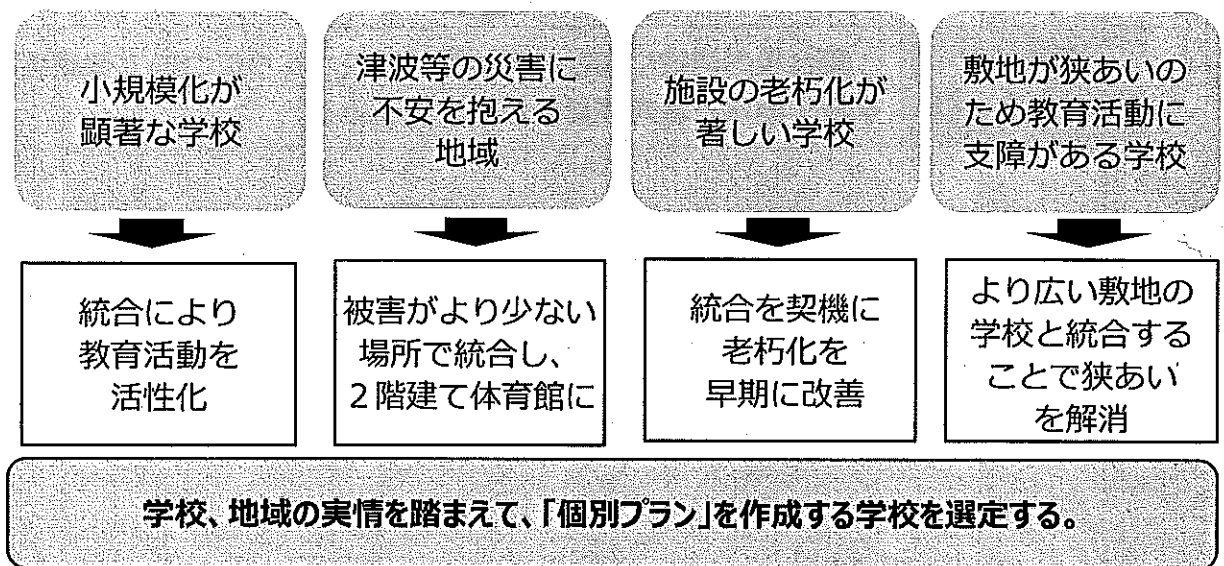 小規模化が
顕著な学校
津波等の災害に
不安を抱える
地域
施設の老朽化が
著しい学校
敷地が狭あいの
ため教育活動に
支障がある学校
統合により
教育活動を
活性化
被害がより少ない
場所で統合し、
２階建て体育館に
統合を契機に
老朽化を
早期に改善
より広い敷地の
学校と統合する
ことで狭あい
を解消
学校、地域の実情を踏まえて、「個別プラン」を作成する学校を選定する。